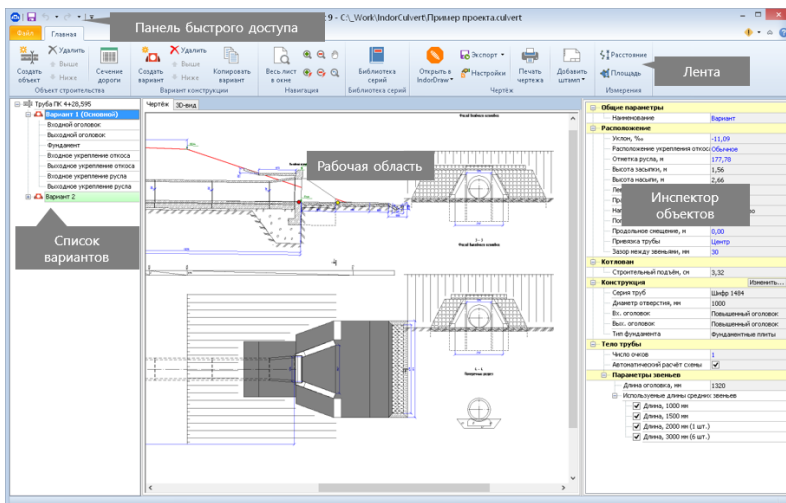 9 - C:\_Work\IndorCulvert\Пример проекта.culvert
Панель быстрого доступа
Файл
Главная
Создать объект
Удалить
Выше
Ниже
Сечение дороги
Объект строительства
Создать вариант
Удалить
Выше
Ниже
Копировать вариант
Вариант конструкции
Весь лист в окне
Навигация
Библиотека серий
Библиотека серий
Открыть в IndorDraw
Экспорт
Настройки
Печать чертежа
Добавить штамп
Чертёж
Расстояние
Площадь
Измерения
Лента
Труба ПК 4+28,595
Вариант 1 (Основной)
Входной оголовок
Выходной оголовок
Фундамент
Входное укрепление откоса
Выходное укрепление откоса
Входное укрепление русла
Выходное укрепление русла
Вариант 2
Список вариантов
Чертёж
3D-вид
Рабочая область
3 - 3
4 - 4
Общие параметры
Наименование Вариант
Расположение
Уклон, ‰ -11,09
Расположение укрепления откос Обычное
Отметка русла, м 177,78
Высота засыпки, м 1,56
Высота насыпи, м 2,66
Инспектор объектов
Продольное смещение, м 0,00
Привязка трубы Центр
Зазор между звеньями, мм 30
Котлован
Строительный подъём, см 3,32
Конструкция Изменить...
Серия труб Шифр 1484
Диаметр отверстия, мм 1000
Вх. оголовок Повышенный оголовок
Вых. оголовок Повышенный оголовок
Тип фундамента Фундаментные плиты
Тело трубы
Число очков 1
Автоматический расчёт схемы
Параметры звеньев
Длина оголовка, мм 1320
Используемые длины средних звеньев
Длина, 1000 мм
Длина, 1500 мм
Длина, 2000 мм (1 шт.)
Длина, 3000 мм (6 шт.)